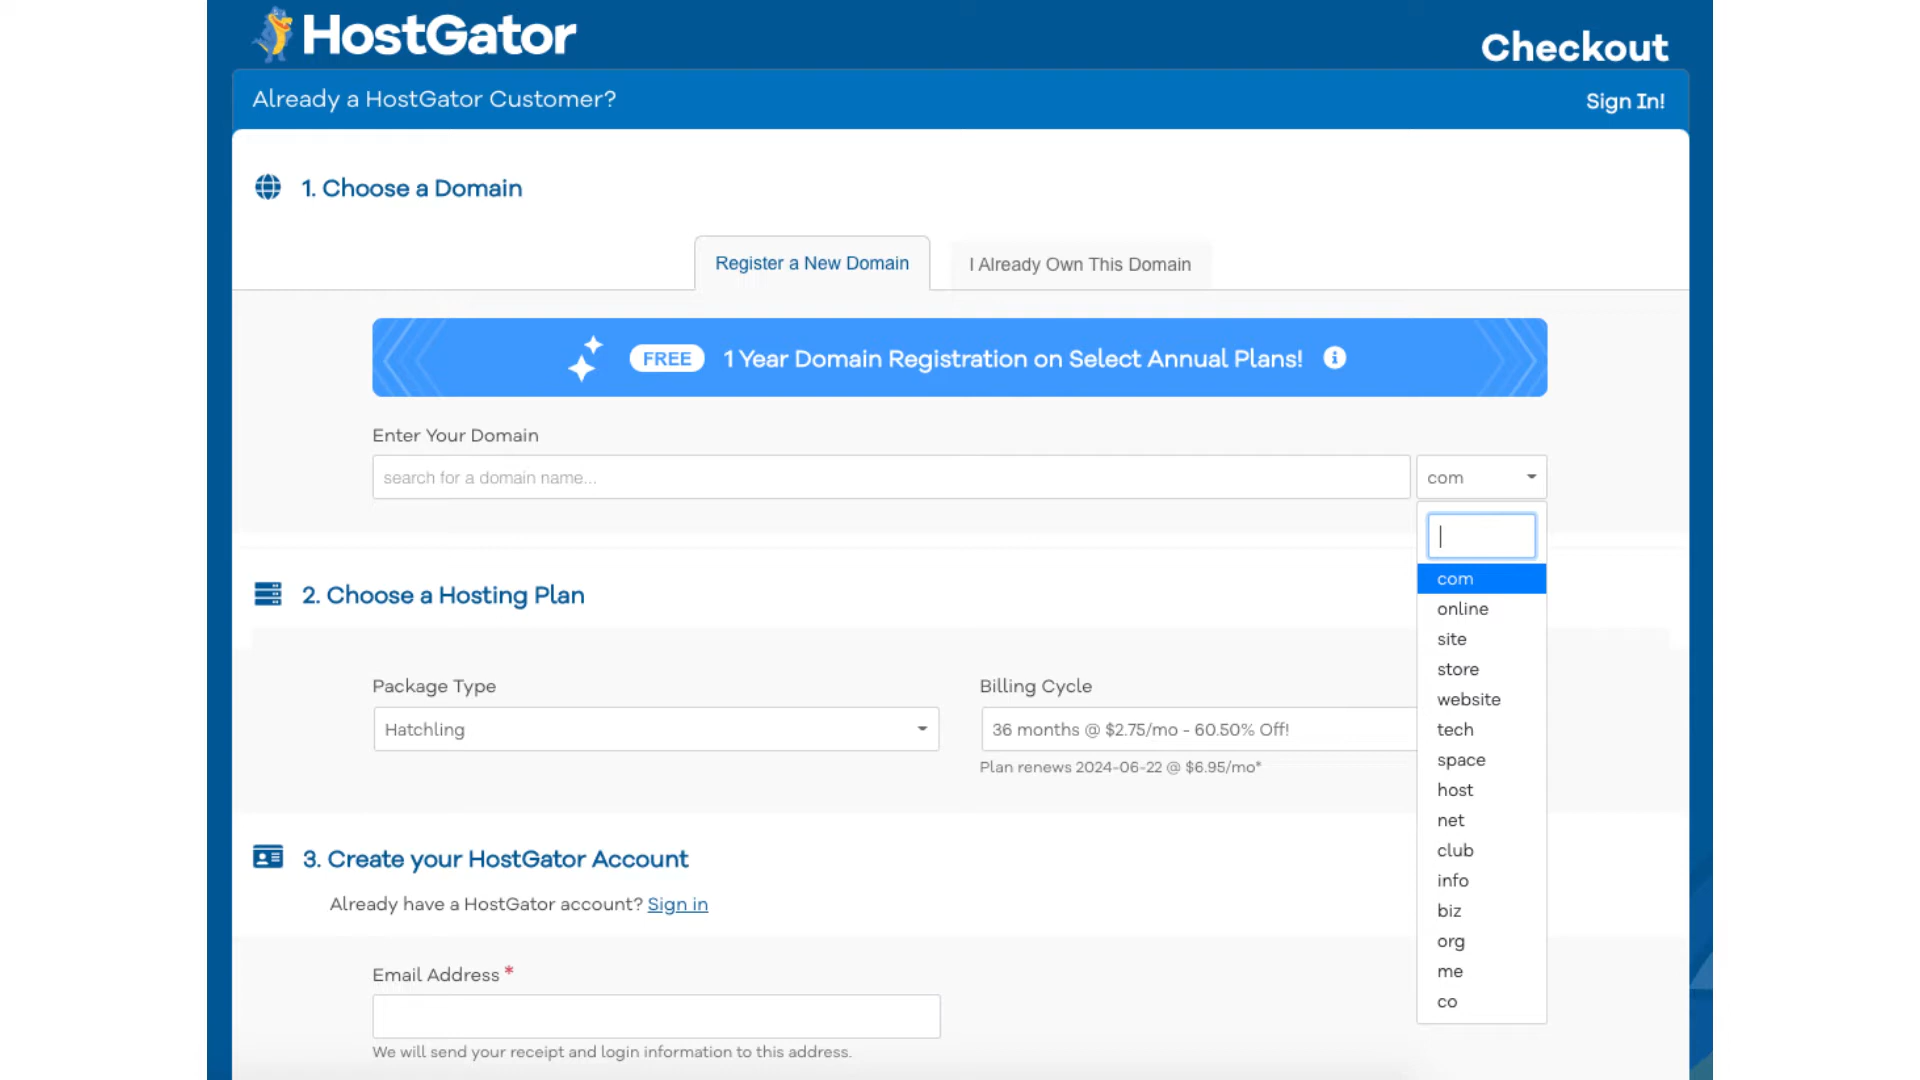 HostGator
Checkout
Already a HostGator Customer?
Sign In!
1. Choose a Domain
Register a New Domain
I Already Own This Domain
FREE 1 Year Domain Registration on Select Annual Plans!
Enter Your Domain
search for a domain name...
com
com
online
site
store
website
tech
space
host
net
club
info
biz
org
me
co
2. Choose a Hosting Plan
Package Type
Hatchling
Billing Cycle
36 months @ $2.75/mo - 60.50% Off!
Plan renews 2024-06-22 @ $6.95/mo*
3. Create your HostGator Account
Already have a HostGator account? Sign in
Email Address *
We will send your receipt and login information to this address.